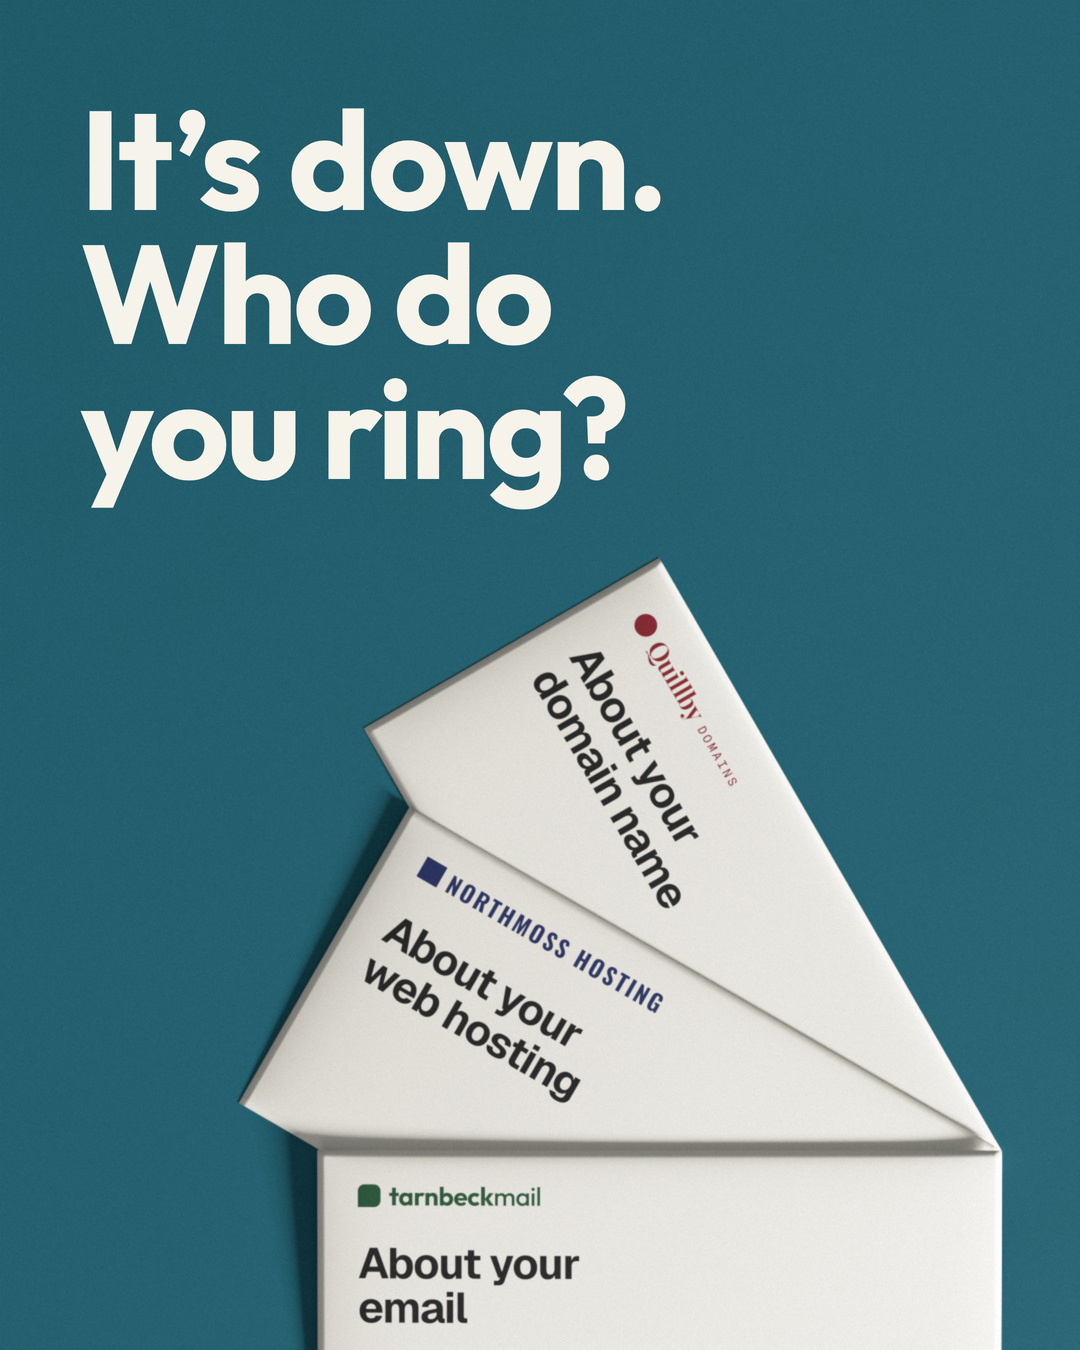 It’s down.
Who do
you ring?
Quillby DOMAINS
About your
domain name
NORTHMOSS HOSTING
About your
web hosting
tarnbeckmail
About your
email